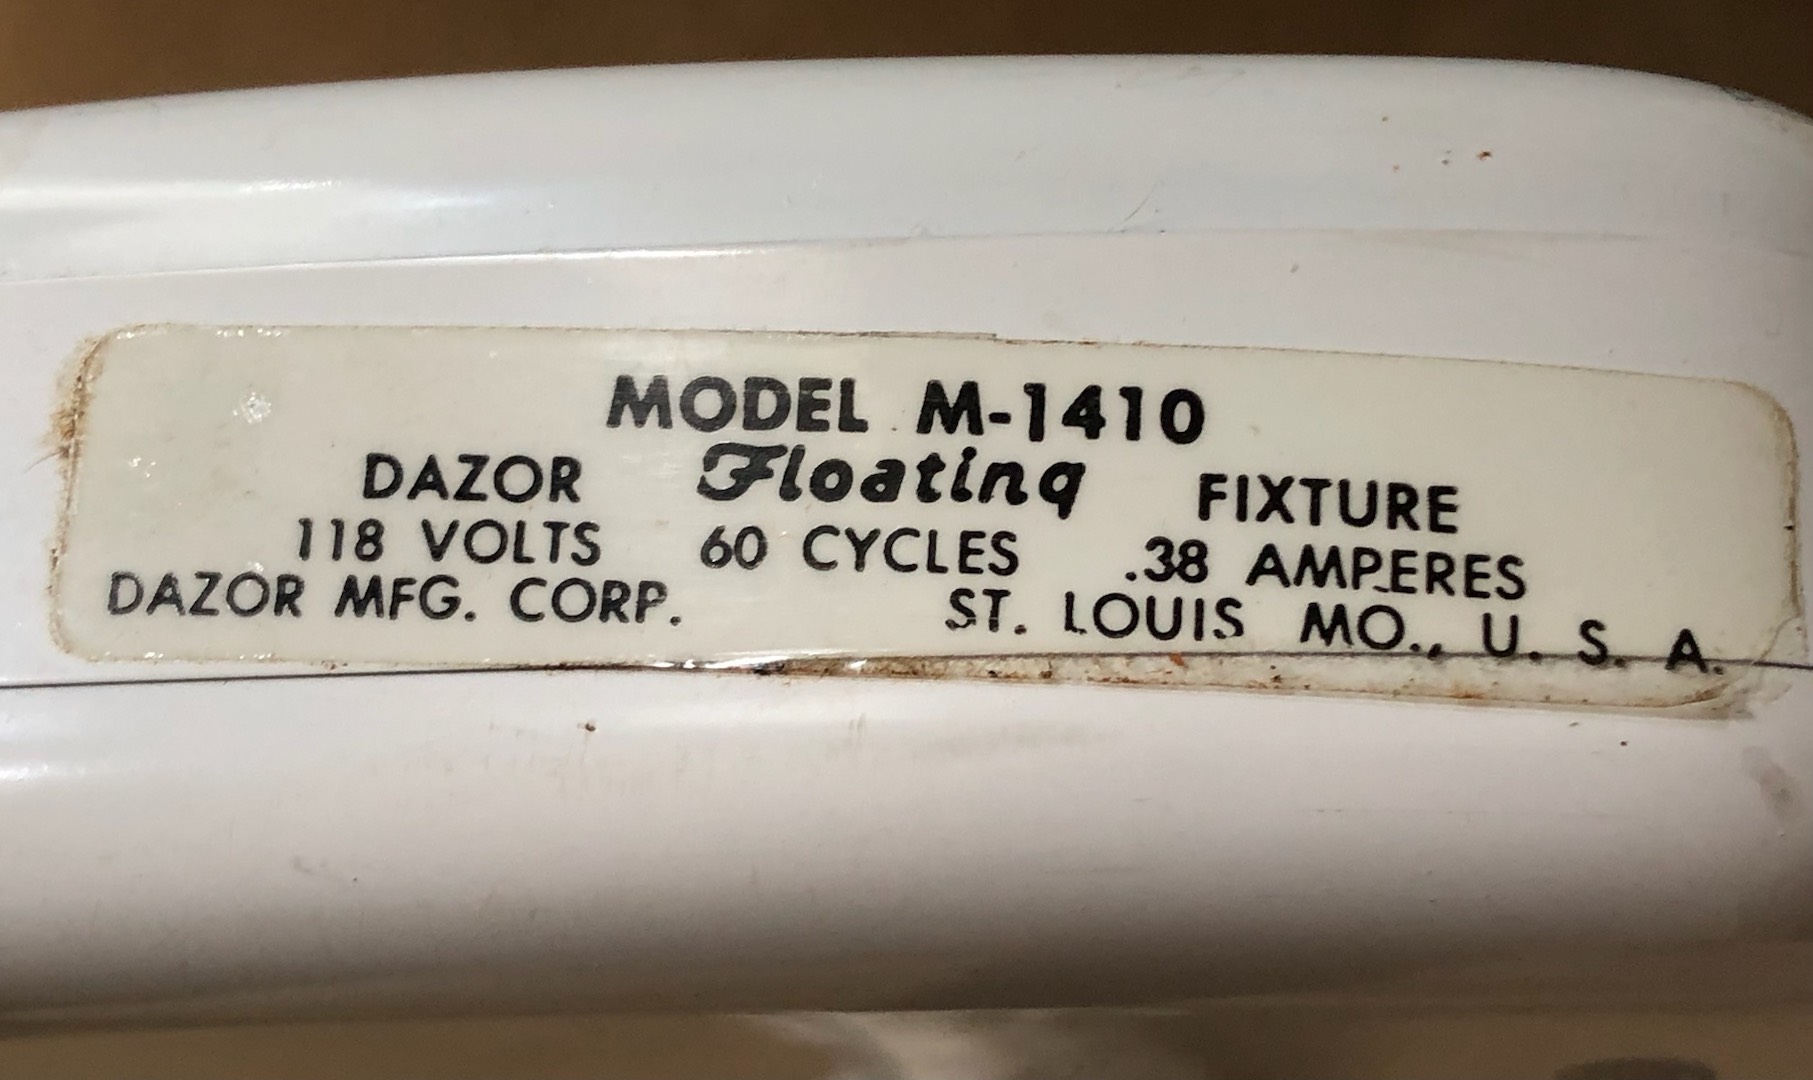 MODEL M-1410
DAZOR Floating FIXTURE
118 VOLTS 60 CYCLES .38 AMPERES
DAZOR MFG. CORP. ST. LOUIS MO., U. S. A.